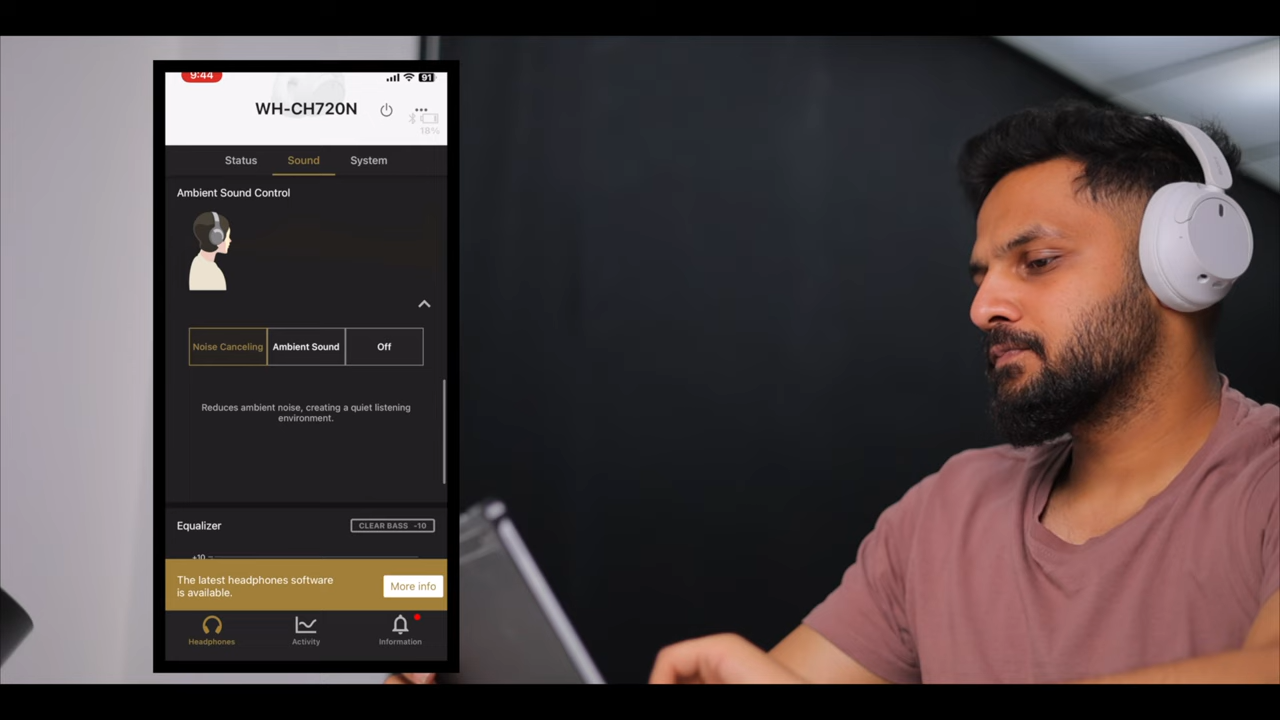 9:44
91
WH-CH720N
18%
Status Sound System
Ambient Sound Control
Noise Canceling Ambient Sound Off
Reduces ambient noise, creating a quiet listening
environment.
Equalizer CLEAR BASS -10
+10
The latest headphones software
is available.
More info
Headphones Activity Information